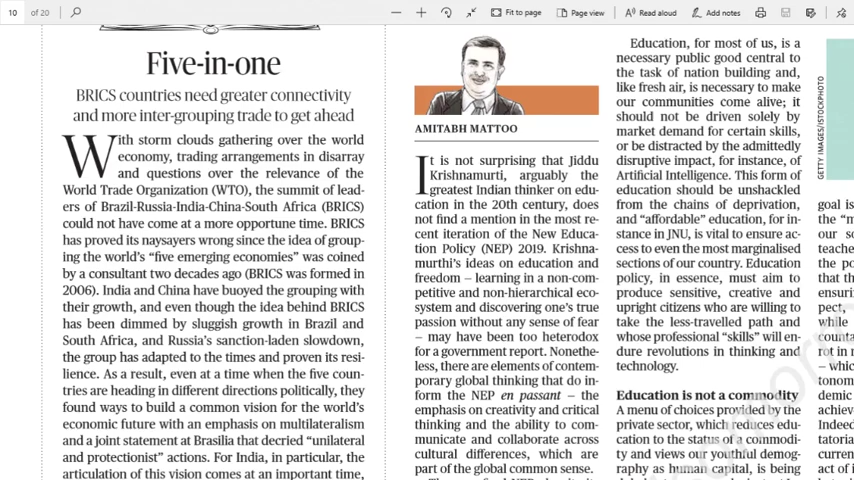 10 of 20
Fit to page
Page view
Read aloud
Add notes
Five-in-one
BRICS countries need greater connectivity
and more inter-grouping trade to get ahead
With storm clouds gathering over the world
economy, trading arrangements in disarray
and questions over the relevance of the
World Trade Organization (WTO), the summit of lead-
ers of Brazil-Russia-India-China-South Africa (BRICS)
could not have come at a more opportune time. BRICS
has proved its naysayers wrong since the idea of group-
ing the world’s “five emerging economies” was coined
by a consultant two decades ago (BRICS was formed in
2006). India and China have buoyed the grouping with
their growth, and even though the idea behind BRICS
has been dimmed by sluggish growth in Brazil and
South Africa, and Russia’s sanction-laden slowdown,
the group has adapted to the times and proven its resi-
lience. As a result, even at a time when the five coun-
tries are heading in different directions politically, they
found ways to build a common vision for the world’s
economic future with an emphasis on multilateralism
and a joint statement at Brasilia that decried “unilateral
and protectionist” actions. For India, in particular, the
articulation of this vision comes at an important time,
AMITABH MATTOO
It is not surprising that Jiddu
Krishnamurti, arguably the
greatest Indian thinker on edu-
cation in the 20th century, does
not find a mention in the most re-
cent iteration of the New Educa-
tion Policy (NEP) 2019. Krishna-
murthi’s ideas on education and
freedom – learning in a non-com-
petitive and non-hierarchical eco-
system and discovering one’s true
passion without any sense of fear
– may have been too heterodox
for a government report. Nonethe-
less, there are elements of contem-
porary global thinking that do in-
form the NEP en passant – the
emphasis on creativity and critical
thinking and the ability to com-
municate and collaborate across
cultural differences, which are
part of the global common sense.
Education, for most of us, is a
necessary public good central to
the task of nation building and,
like fresh air, is necessary to make
our communities come alive; it
should not be driven solely by
market demand for certain skills,
or be distracted by the admittedly
disruptive impact, for instance, of
Artificial Intelligence. This form of
education should be unshackled
from the chains of deprivation,
and “affordable” education, for in-
stance in JNU, is vital to ensure ac-
cess to even the most marginalised
sections of our country. Education
policy, in essence, must aim to
produce sensitive, creative and
upright citizens who are willing to
take the less-travelled path and
whose professional “skills” will en-
dure revolutions in thinking and
technology.
Education is not a commodity
A menu of choices provided by the
private sector, which reduces edu-
cation to the status of a commodi-
ty and views our youthful demog-
raphy as human capital, is being
GETTY IMAGES/ISTOCKPHOTO
goal is
the “m
our so
teache
the po
that th
ensuri
pect,
while
counta
ror in
– whic
tonom
demic
achiev
Indeed
tatoria
curren
act of i